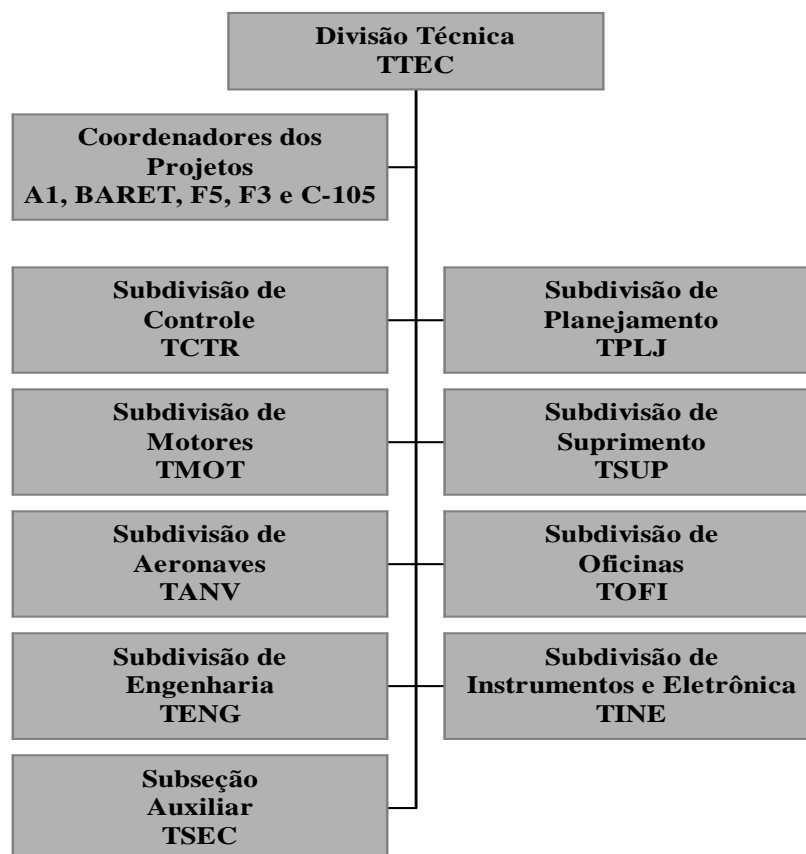 Divisão Técnica
TTEC
Coordenadores dos
Projetos
A1, BARET, F5, F3 e C-105
Subdivisão de
Controle
TCTR
Subdivisão de
Planejamento
TPLJ
Subdivisão de
Motores
TMOT
Subdivisão de
Suprimento
TSUP
Subdivisão de
Aeronaves
TANV
Subdivisão de
Oficinas
TOFI
Subdivisão de
Engenharia
TENG
Subdivisão de
Instrumentos e Eletrônica
TINE
Subseção
Auxiliar
TSEC